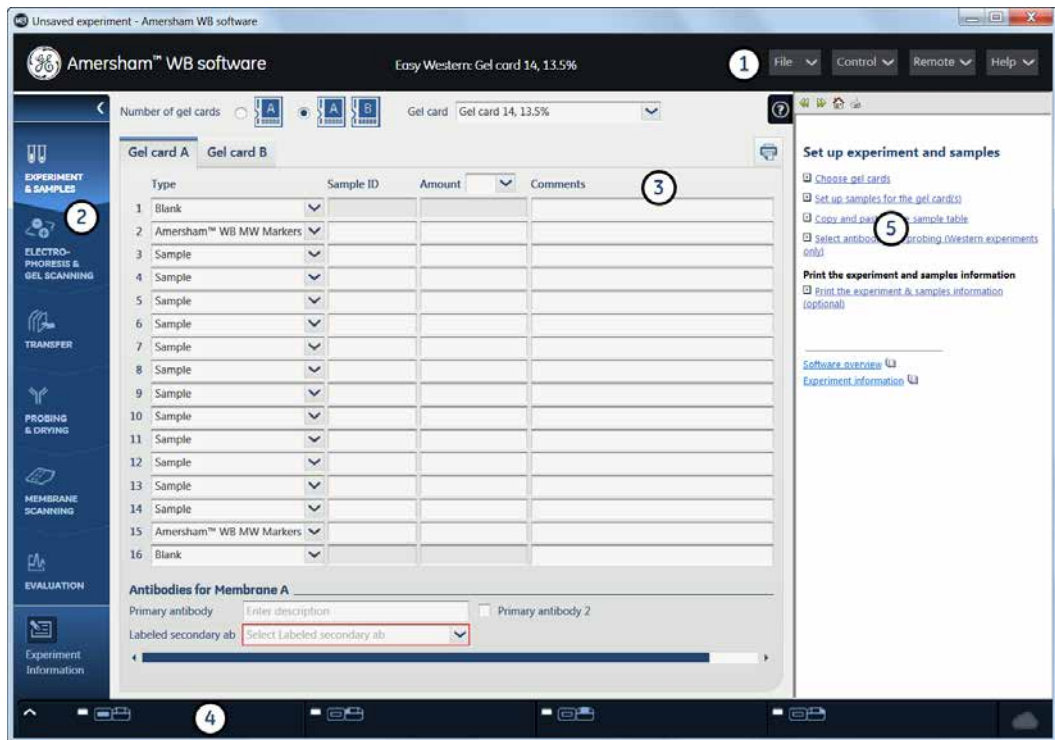 Unsaved experiment - Amersham WB software
Amersham™ WB software
Easy Western: Gel card 14, 13.5%
1
File
Control
Remote
Help
Number of gel cards
A
A
B
Gel card
Gel card 14, 13.5%
?
Gel card A
Gel card B
Type
Sample ID
Amount
Comments
3
1 Blank
2 Amersham™ WB MW Markers
3 Sample
4 Sample
5 Sample
6 Sample
7 Sample
8 Sample
9 Sample
10 Sample
11 Sample
12 Sample
13 Sample
14 Sample
15 Amersham™ WB MW Markers
16 Blank
Antibodies for Membrane A
Primary antibody
Enter description
Primary antibody 2
Labeled secondary ab
Select Labeled secondary ab
EXPERIMENT
& SAMPLES
2
ELECTRO-
PHORESIS &
GEL SCANNING
TRANSFER
PROBING
& DRYING
MEMBRANE
SCANNING
EVALUATION
Experiment
Information
Set up experiment and samples
Choose gel cards
Set up samples for the gel card(s)
Copy and sample table
5
Select probing (Western experiments
only)
Print the experiment and samples information
Print the experiment & samples information
(optional)
Software overview
Experiment information
4